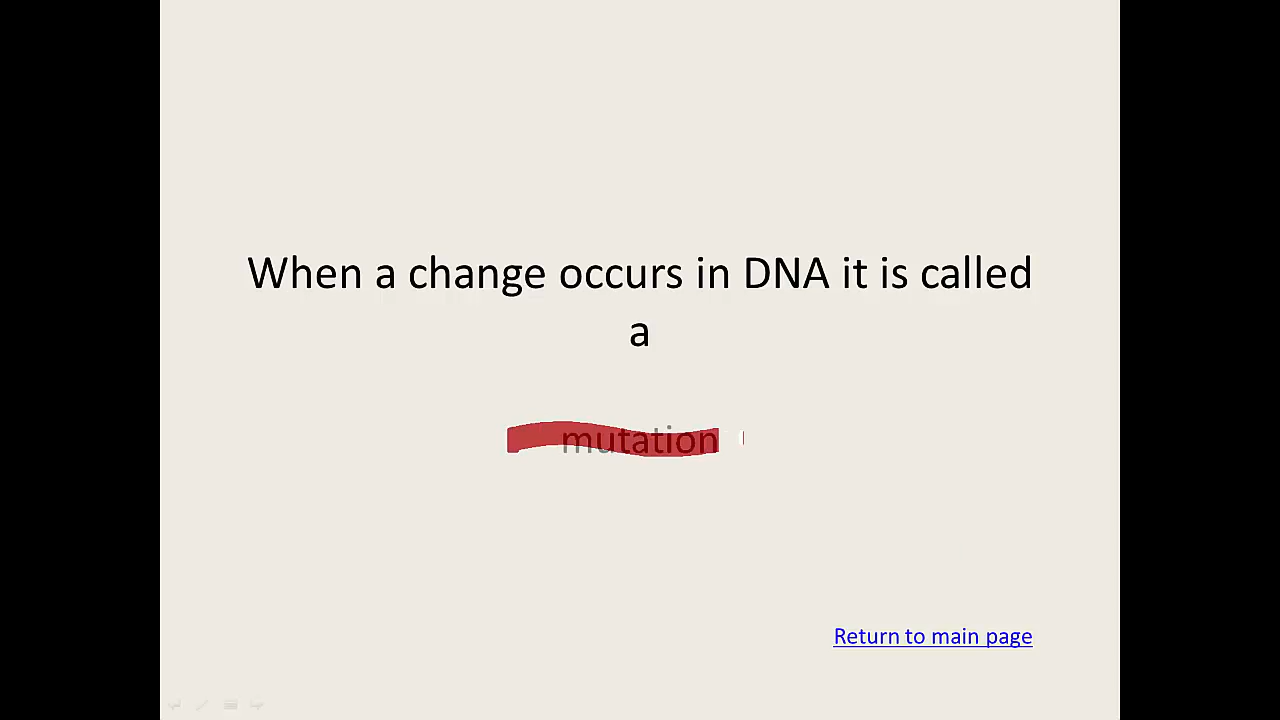 When a change occurs in DNA it is called
a
mutation
Return to main page